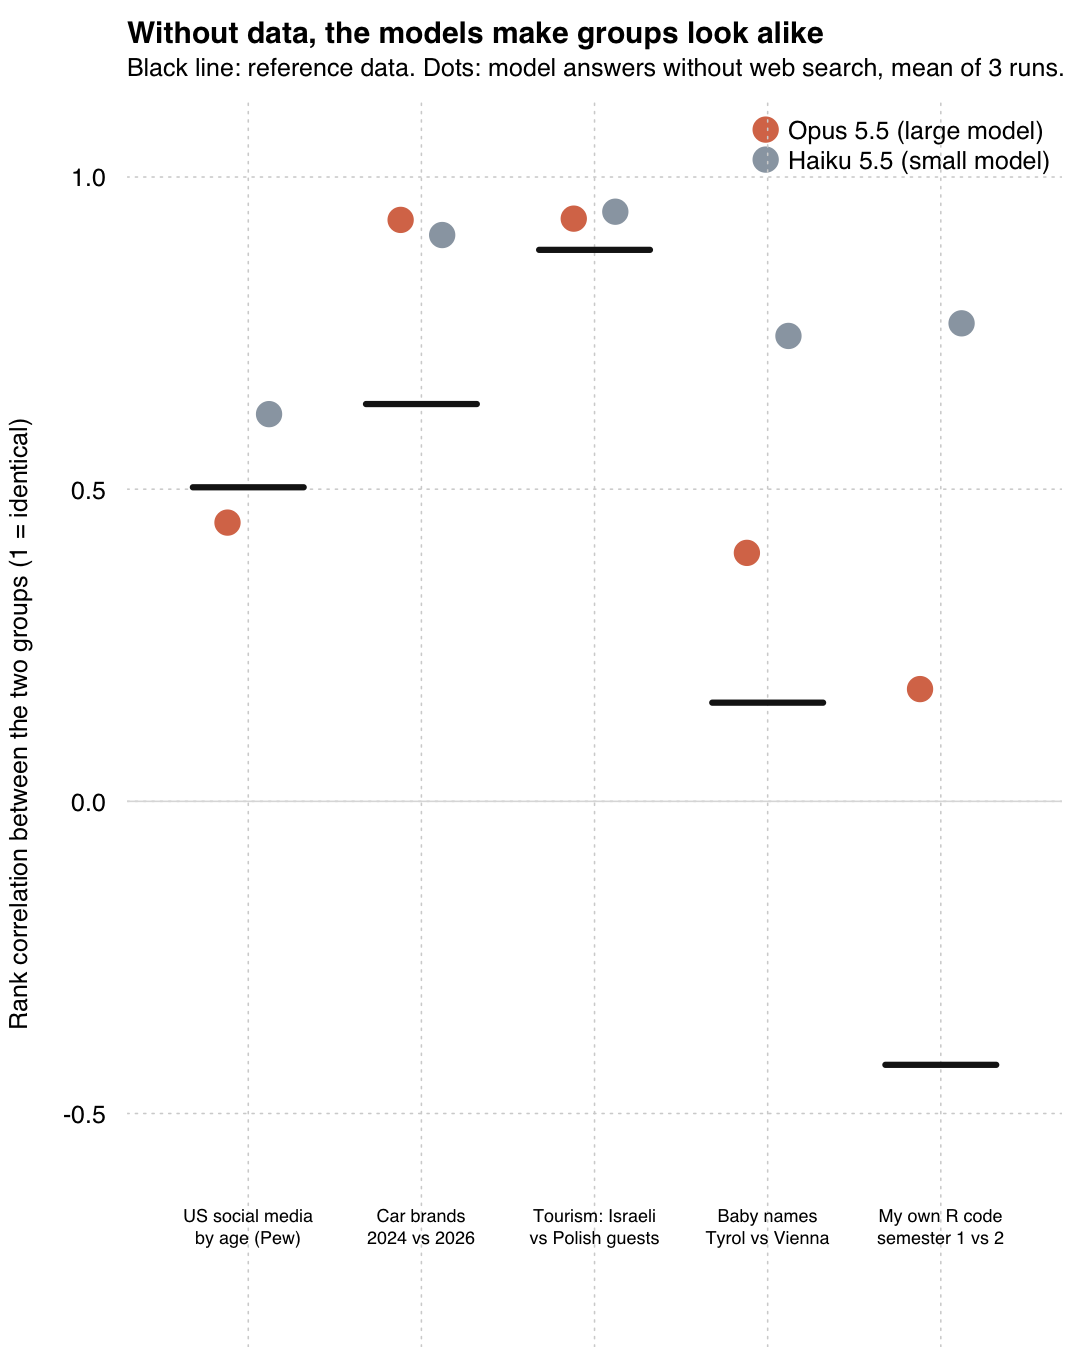 Without data, the models make groups look alike
Black line: reference data. Dots: model answers without web search, mean of 3 runs.
Opus 5.5 (large model)
Haiku 5.5 (small model)
Rank correlation between the two groups (1 = identical)
1.0
0.5
0.0
-0.5
US social media
by age (Pew)
Car brands
2024 vs 2026
Tourism: Israeli
vs Polish guests
Baby names
Tyrol vs Vienna
My own R code
semester 1 vs 2